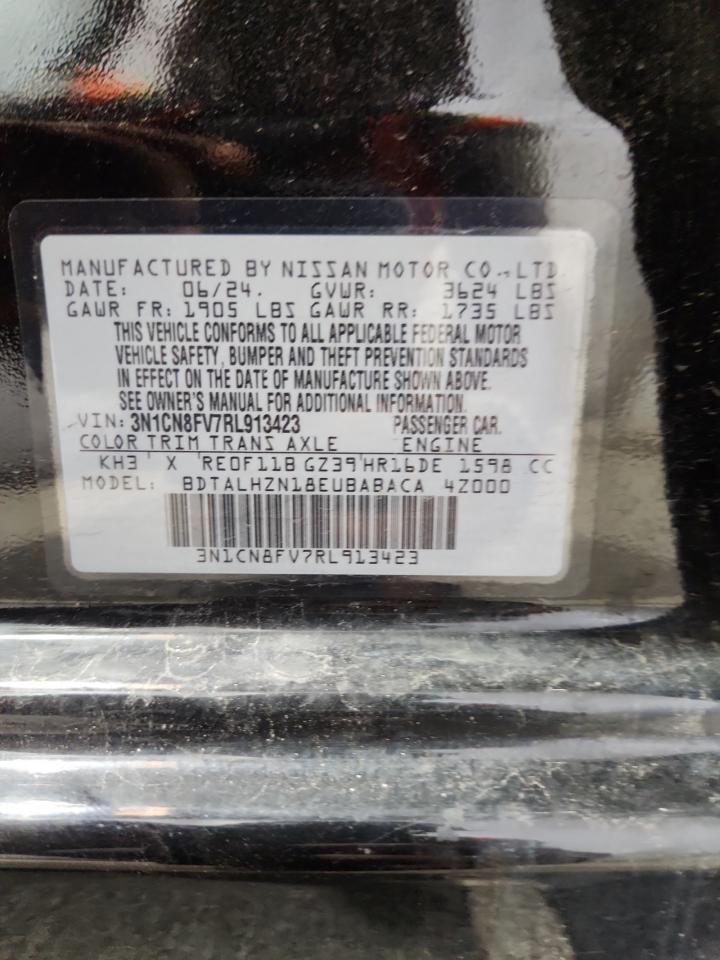 MANUFACTURED BY NISSAN MOTOR CO.,LTD.
DATE: 06/24. GVWR: 3624 LBS
GAWR FR: 1905 LBS GAWR RR: 1735 LBS
THIS VEHICLE CONFORMS TO ALL APPLICABLE FEDERAL MOTOR
VEHICLE SAFETY, BUMPER AND THEFT PREVENTION STANDARDS
IN EFFECT ON THE DATE OF MANUFACTURE SHOWN ABOVE.
SEE OWNER'S MANUAL FOR ADDITIONAL INFORMATION.
VIN: 3N1CN8FV7RL913423 PASSENGER CAR.
COLOR TRIM TRANS AXLE ENGINE
KH3 X RE0F11B GZ39 HR16DE 1598 CC
MODEL: BDTALHZN18EUBABACA 4Z000
3N1CN8FV7RL913423